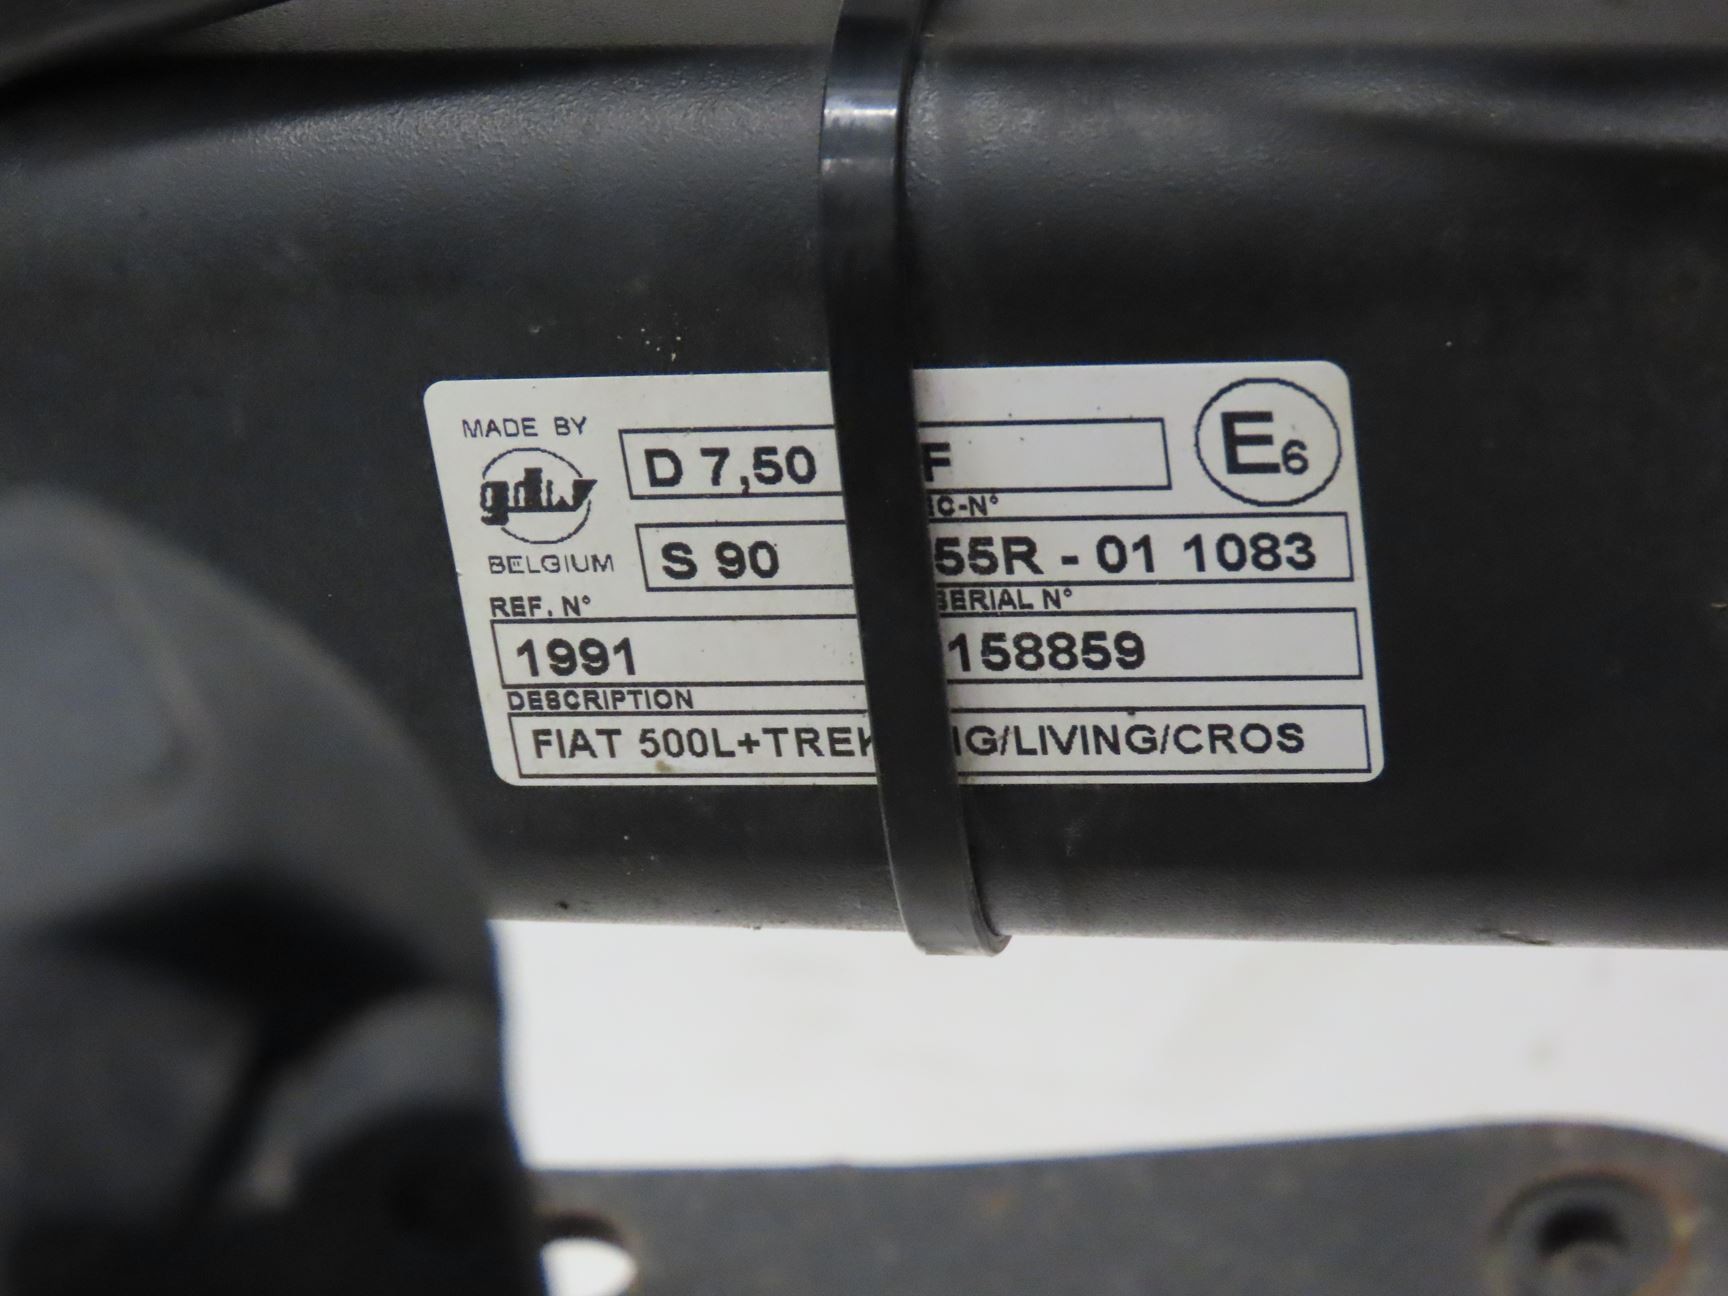 MADE BY
gdw
BELGIUM
D 7,50 F
E6
C-N°
S 90 55R - 01 1083
REF. N° SERIAL N°
1991 158859
DESCRIPTION
FIAT 500L+TREK IG/LIVING/CROS